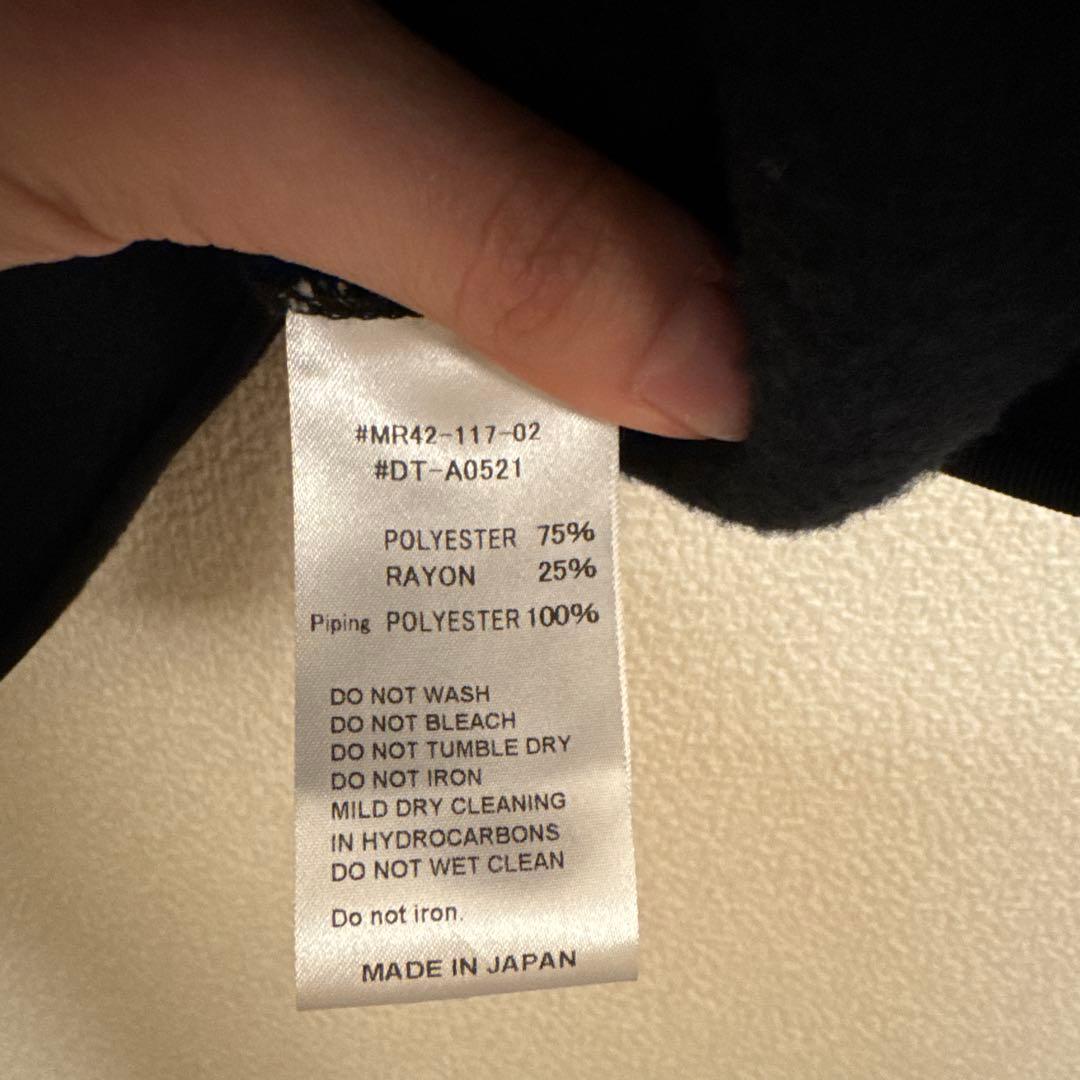 #MR42-117-02
#DT-A0521
POLYESTER 75%
RAYON 25%
Piping POLYESTER 100%
DO NOT WASH
DO NOT BLEACH
DO NOT TUMBLE DRY
DO NOT IRON
MILD DRY CLEANING
IN HYDROCARBONS
DO NOT WET CLEAN
Do not iron.
MADE IN JAPAN